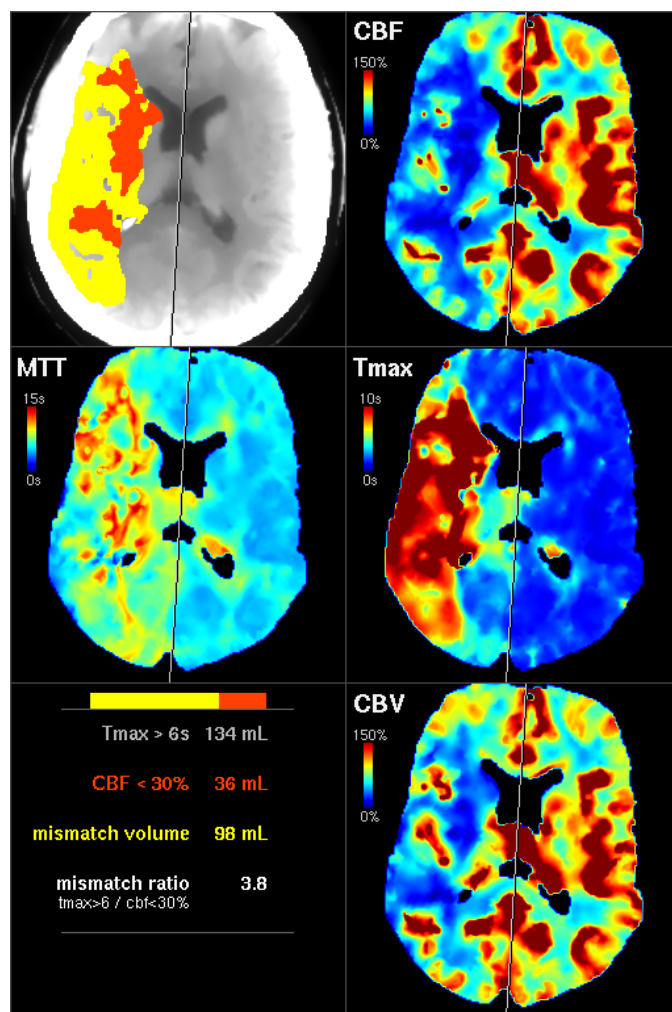 CBF
150%
0%
MTT
15s
0s
Tmax
10s
0s
Tmax > 6s 134 mL
CBF < 30% 36 mL
mismatch volume 98 mL
mismatch ratio 3.8
tmax>6 / cbf<30%
CBV
150%
0%